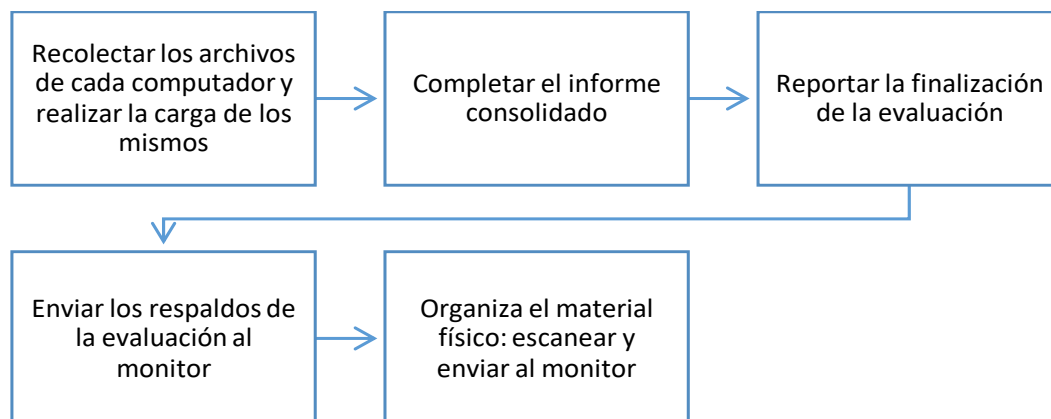 Recolectar los archivos
de cada computador y
realizar la carga de los
mismos
Completar el informe
consolidado
Reportar la finalización
de la evaluación
Enviar los respaldos de
la evaluación al
monitor
Organiza el material
físico: escanear y
enviar al monitor